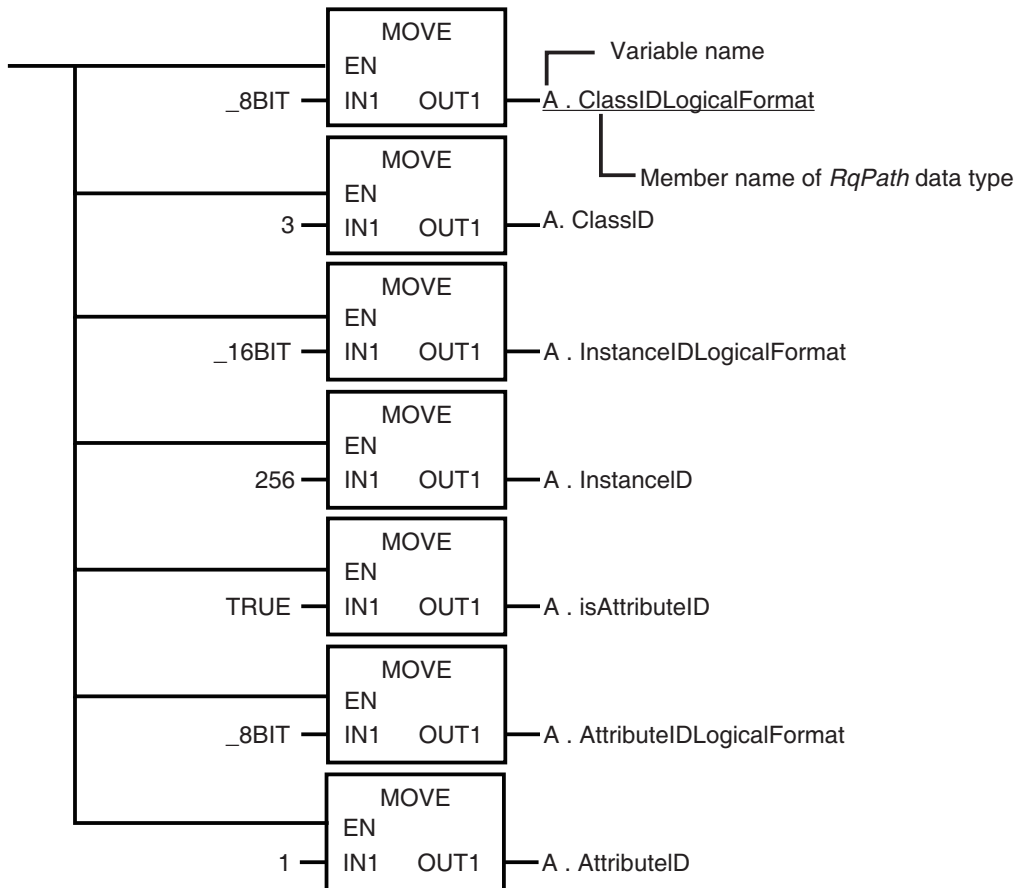 MOVE
EN
_8BIT IN1 OUT1 A . ClassIDLogicalFormat
Variable name
Member name of RqPath data type
MOVE
EN
3 IN1 OUT1 A. ClassID
MOVE
EN
_16BIT IN1 OUT1 A . InstanceIDLogicalFormat
MOVE
EN
256 IN1 OUT1 A . InstanceID
MOVE
EN
TRUE IN1 OUT1 A . isAttributeID
MOVE
EN
_8BIT IN1 OUT1 A . AttributeIDLogicalFormat
MOVE
EN
1 IN1 OUT1 A . AttributeID